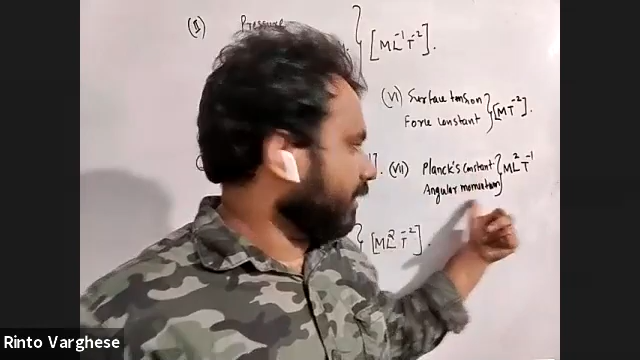 (II) Pressure
[ML⁻¹T⁻²].
(VI) Surface tension
Force constant
[MT⁻²].
(VII) Planck's constant
Angular momentum
ML²T⁻¹
[ML²T⁻²].
Rinto Varghese